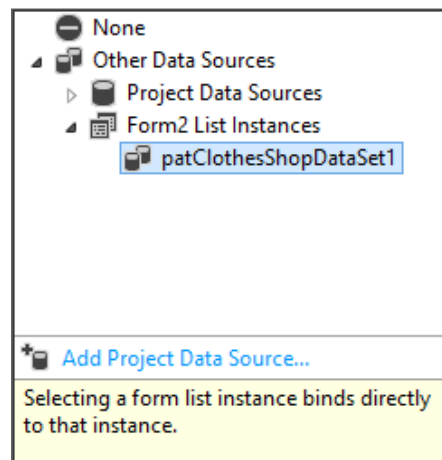 None
Other Data Sources
Project Data Sources
Form2 List Instances
patClothesShopDataSet1
Add Project Data Source...
Selecting a form list instance binds directly
to that instance.